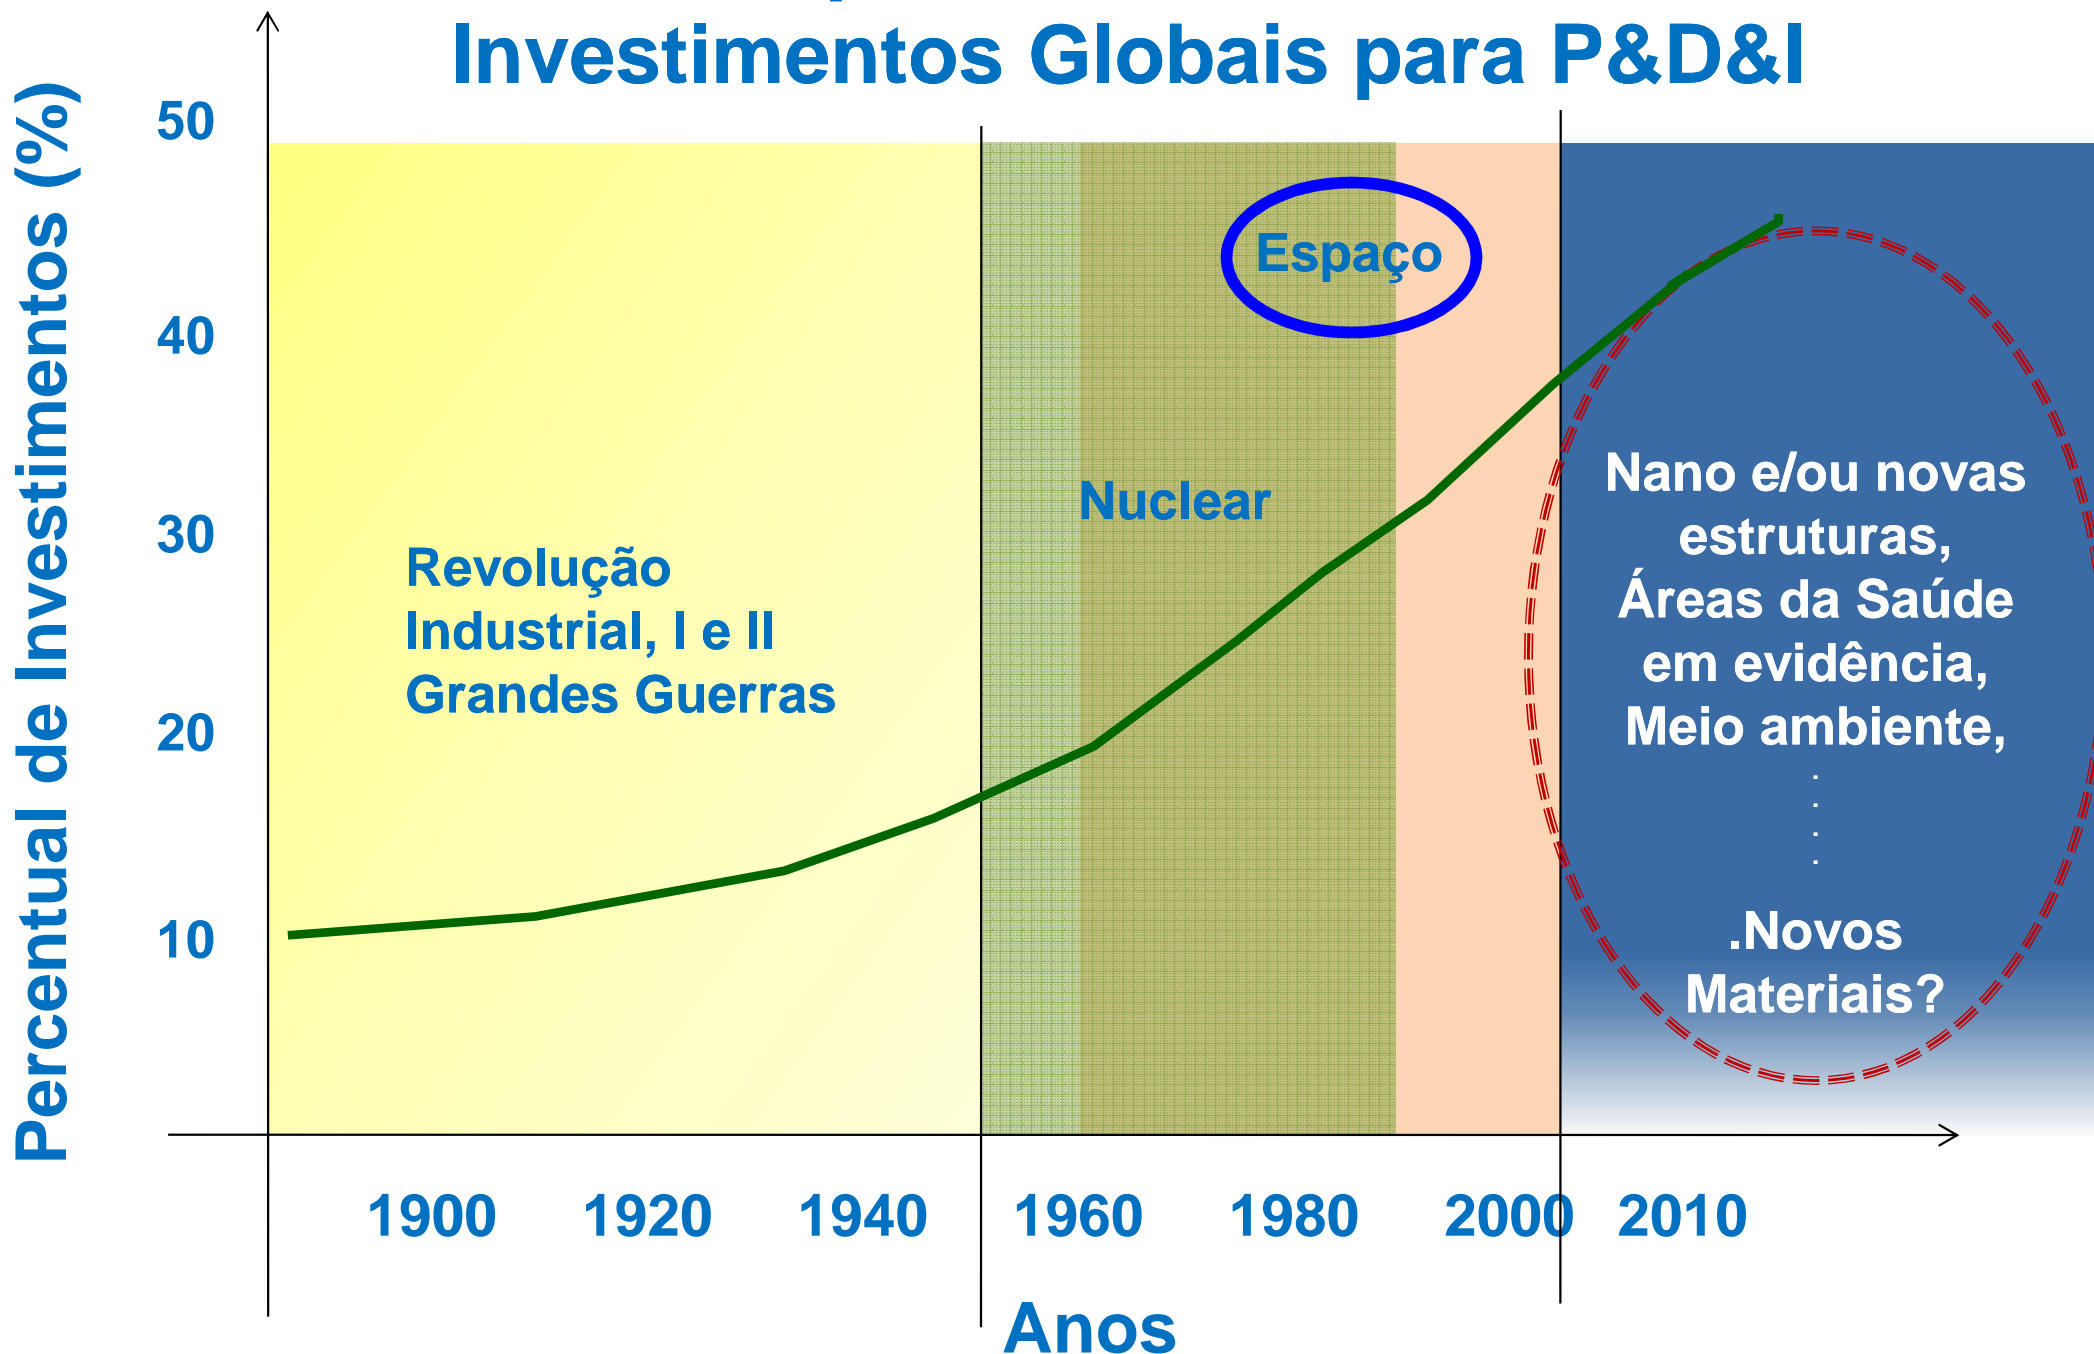 Investimentos Globais para P&D&I
Percentual de Investimentos (%)
50
40
30
20
10
Revolução
Industrial, I e II
Grandes Guerras
Nuclear
Espaço
Nano e/ou novas
estruturas,
Áreas da Saúde
em evidência,
Meio ambiente,
.
.
.
.
.Novos
Materiais?
1900 1920 1940 1960 1980 2000 2010
Anos